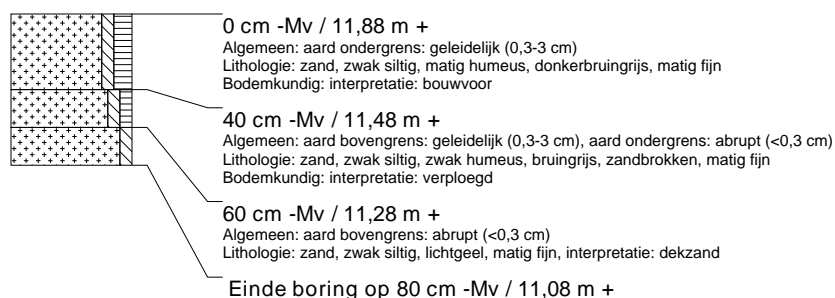 0 cm -Mv / 11,88 m +
Algemeen: aard ondergrens: geleidelijk (0,3-3 cm)
Lithologie: zand, zwak siltig, matig humeus, donkerbruingrijs, matig fijn
Bodemkundig: interpretatie: bouwvoor
40 cm -Mv / 11,48 m +
Algemeen: aard bovengrens: geleidelijk (0,3-3 cm), aard ondergrens: abrupt (<0,3 cm)
Lithologie: zand, zwak siltig, zwak humeus, bruingrijs, zandbrokken, matig fijn
Bodemkundig: interpretatie: verploegd
60 cm -Mv / 11,28 m +
Algemeen: aard bovengrens: abrupt (<0,3 cm)
Lithologie: zand, zwak siltig, lichtgeel, matig fijn, interpretatie: dekzand
Einde boring op 80 cm -Mv / 11,08 m +